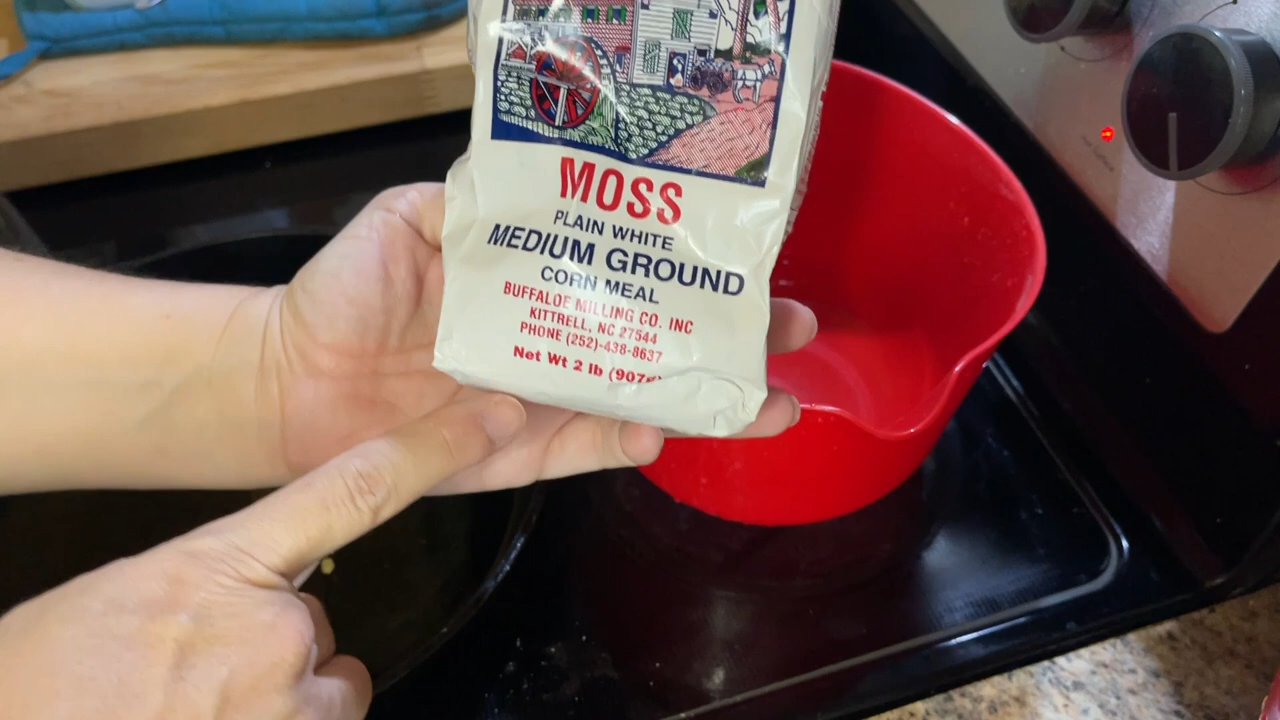 MOSS
PLAIN WHITE
MEDIUM GROUND
CORN MEAL
BUFFALOE MILLING CO. INC
KITTRELL, NC 27544
PHONE (252)-438-8637
Net Wt 2 lb (907g)